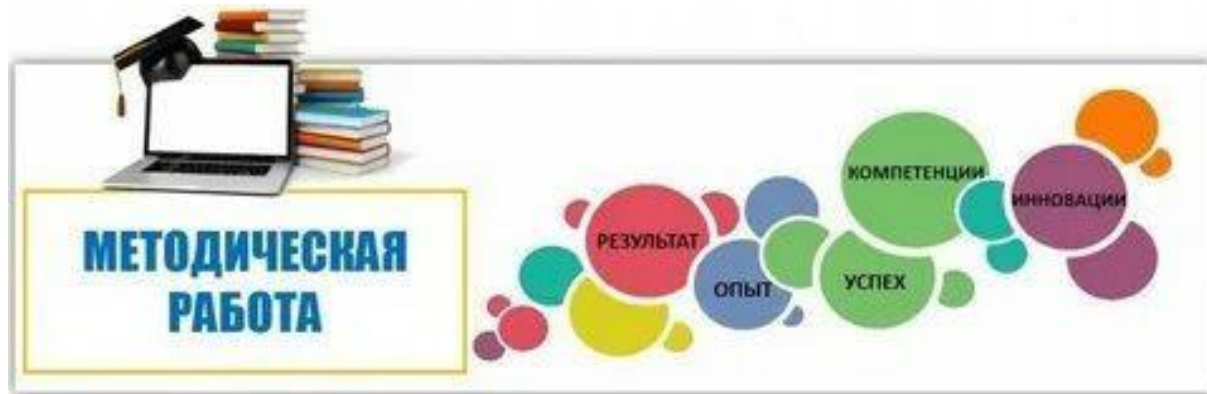 МЕТОДИЧЕСКАЯ
РАБОТА
РЕЗУЛЬТАТ
ОПЫТ
УСПЕХ
КОМПЕТЕНЦИИ
ИННОВАЦИИ